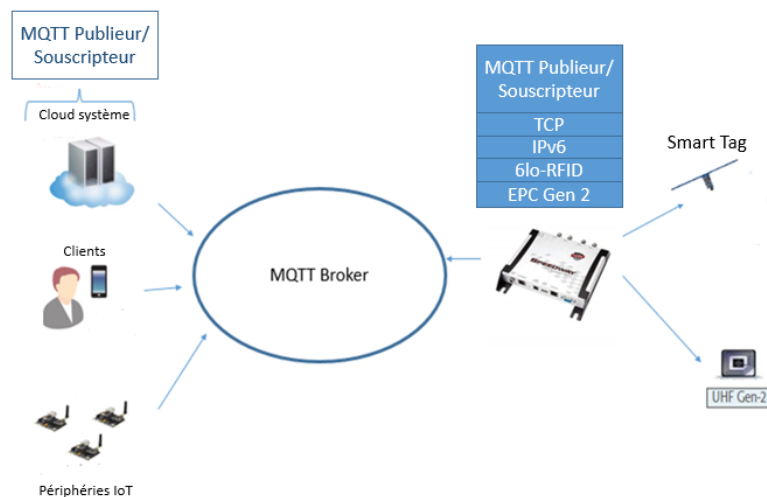 MQTT Publieur/
Souscripteur
Cloud système
Clients
Périphéries IoT
MQTT Broker
MQTT Publieur/
Souscripteur
TCP
IPv6
6lo-RFID
EPC Gen 2
SPEEDWAY
Smart Tag
UHF Gen-2